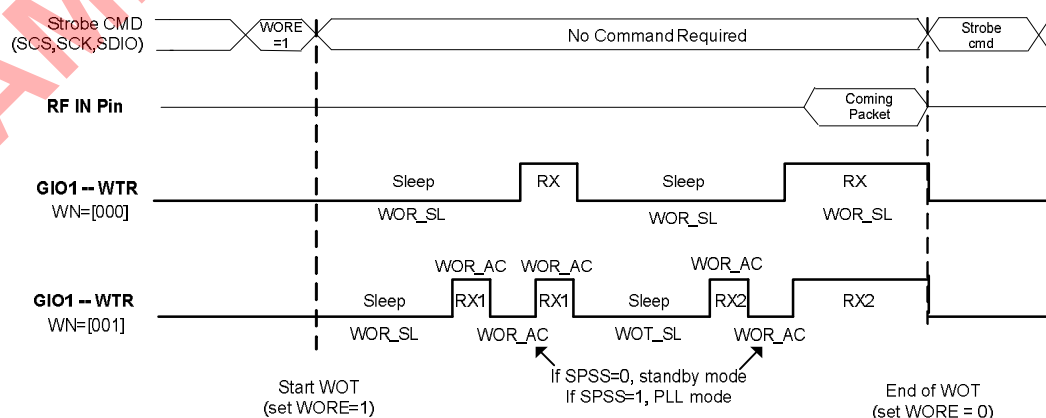 Strobe CMD
(SCS,SCK,SDIO)
WORE
=1
No Command Required
Strobe
cmd
RF IN Pin
Coming
Packet
GIO1 -- WTR
WN=[000]
Sleep
RX
Sleep
RX
WOR_SL
WOR_SL
WOR_SL
WOR_AC
WOR_AC
WOR_AC
GIO1 -- WTR
WN=[001]
Sleep
RX1
RX1
Sleep
RX2
RX2
WOR_SL
WOR_AC
WOT_SL
WOR_AC
If SPSS=0, standby mode
If SPSS=1, PLL mode
Start WOT
(set WORE=1)
End of WOT
(set WORE = 0)